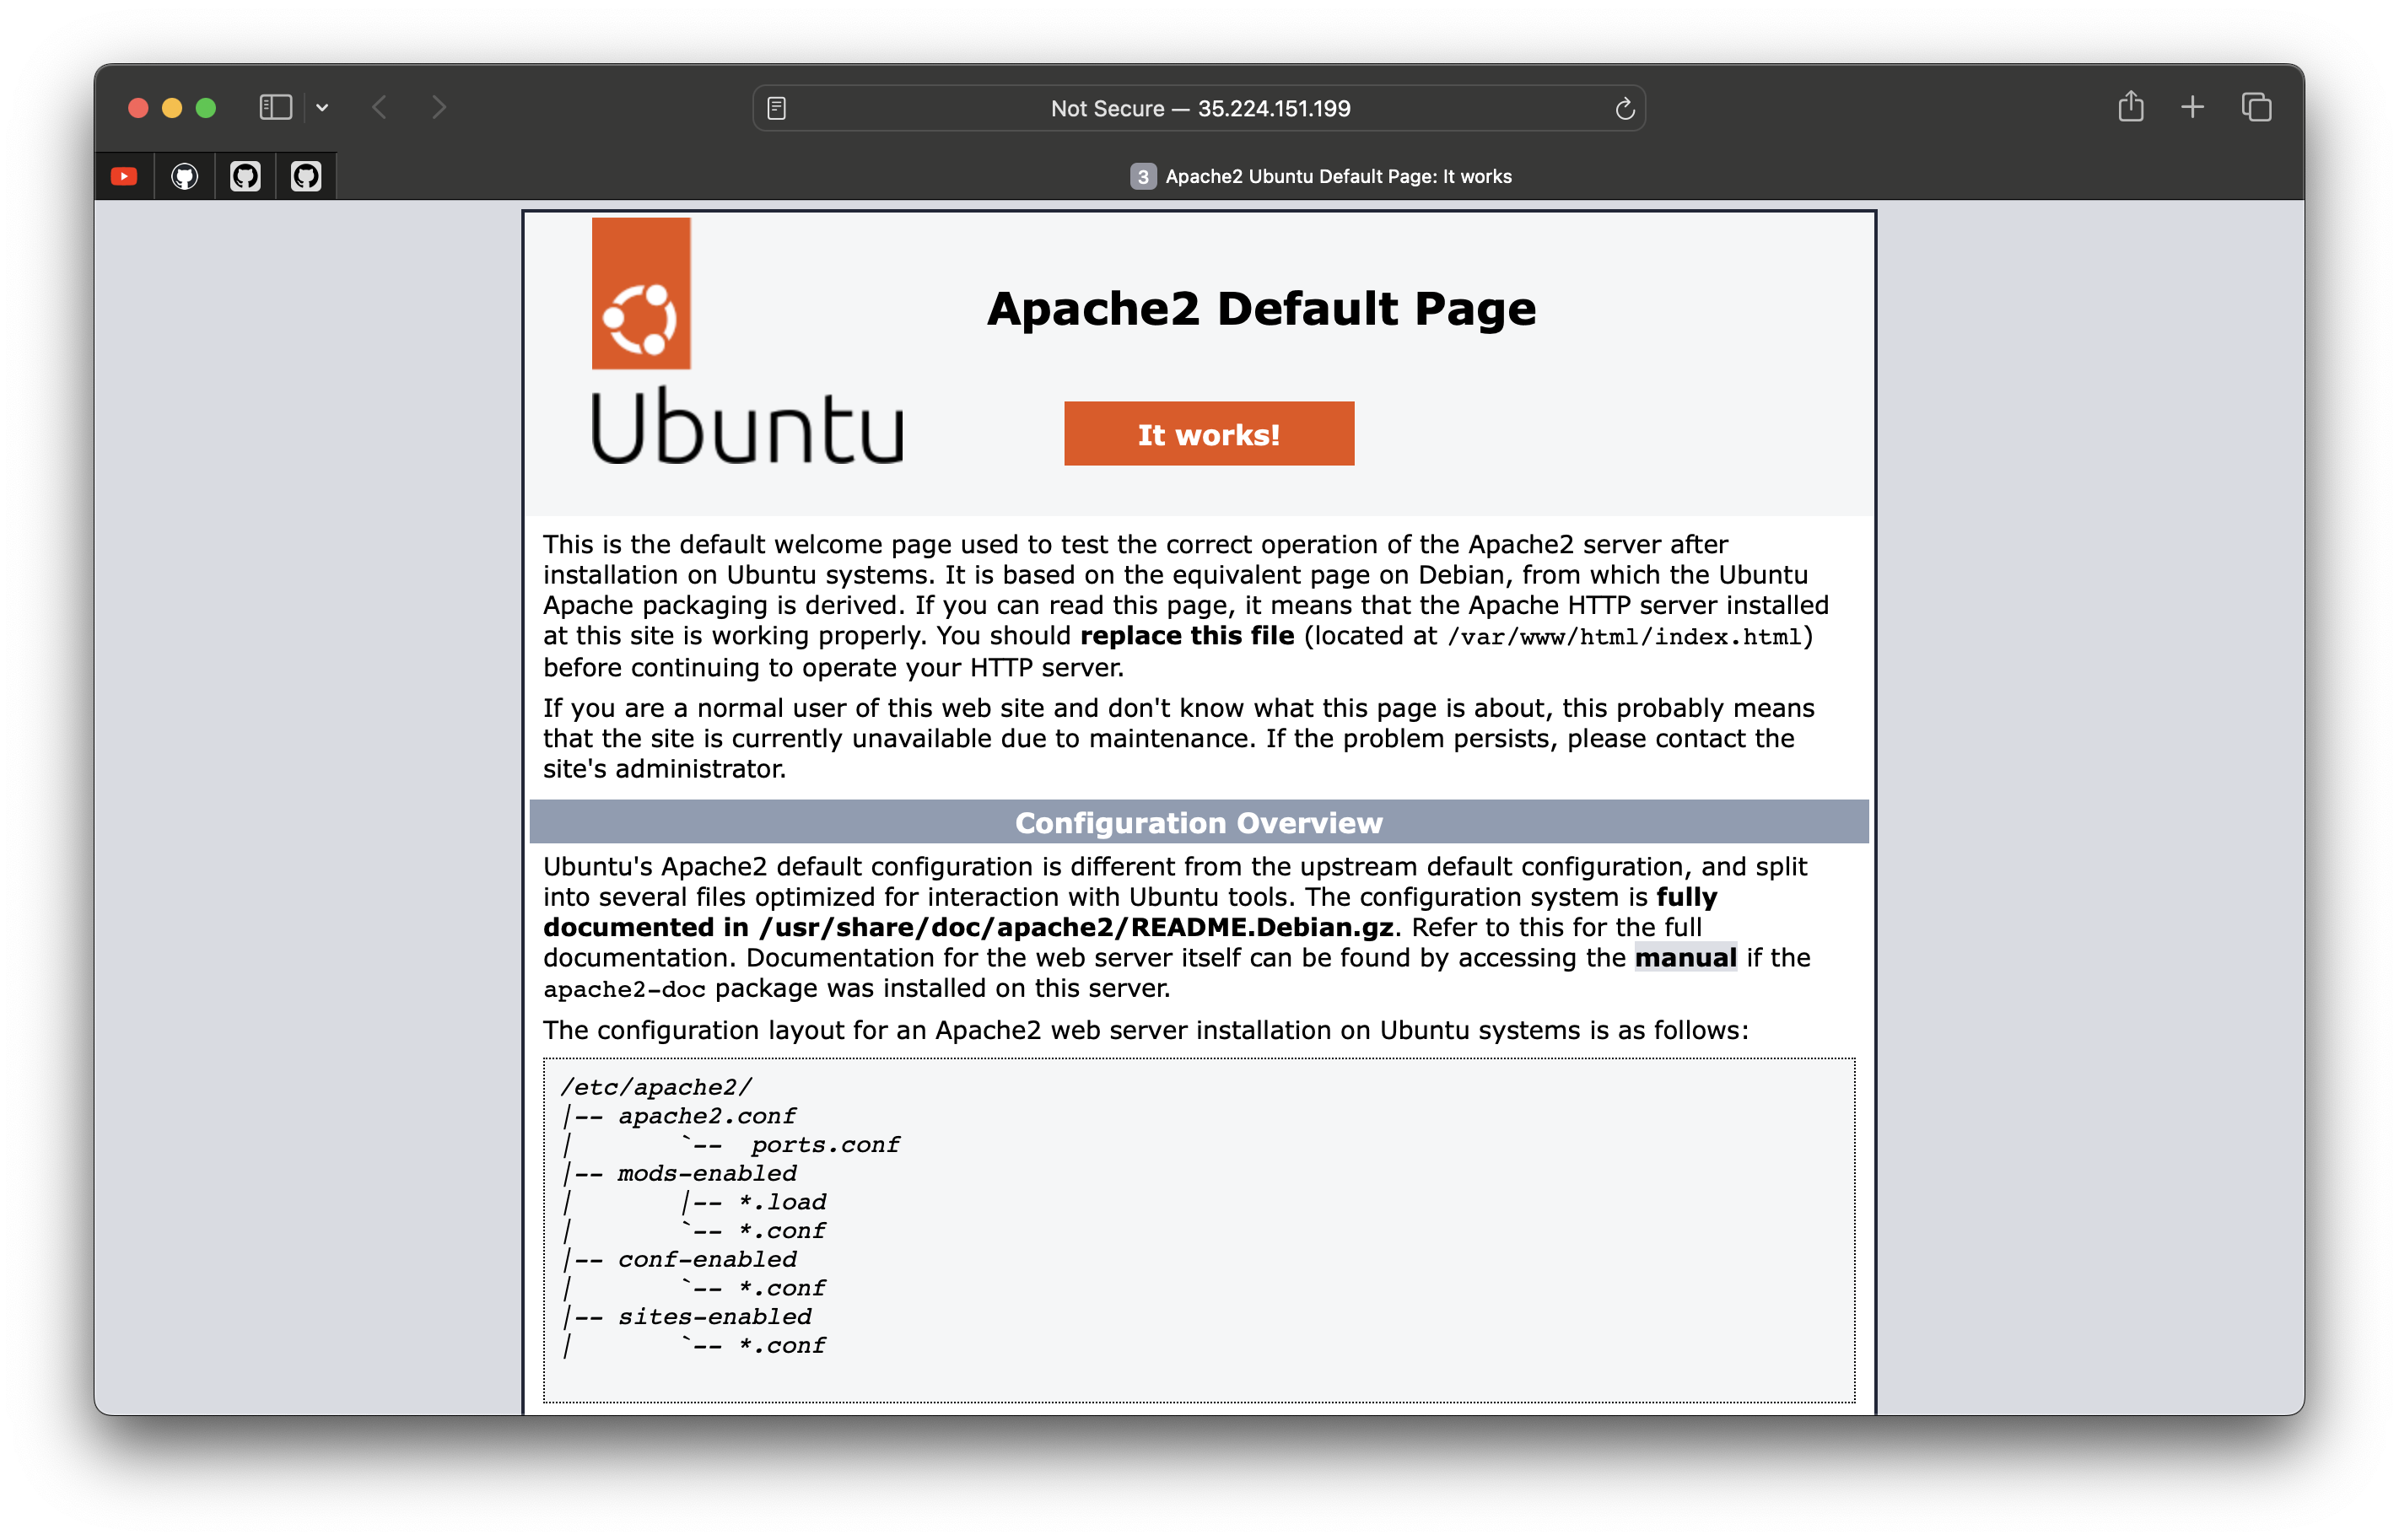 Not Secure — 35.224.151.199
3 Apache2 Ubuntu Default Page: It works
Apache2 Default Page
Ubuntu
It works!
This is the default welcome page used to test the correct operation of the Apache2 server after
installation on Ubuntu systems. It is based on the equivalent page on Debian, from which the Ubuntu
Apache packaging is derived. If you can read this page, it means that the Apache HTTP server installed
at this site is working properly. You should replace this file (located at /var/www/html/index.html)
before continuing to operate your HTTP server.
If you are a normal user of this web site and don't know what this page is about, this probably means
that the site is currently unavailable due to maintenance. If the problem persists, please contact the
site's administrator.
Configuration Overview
Ubuntu's Apache2 default configuration is different from the upstream default configuration, and split
into several files optimized for interaction with Ubuntu tools. The configuration system is fully
documented in /usr/share/doc/apache2/README.Debian.gz. Refer to this for the full
documentation. Documentation for the web server itself can be found by accessing the manual if the
apache2-doc package was installed on this server.
The configuration layout for an Apache2 web server installation on Ubuntu systems is as follows:
/etc/apache2/
|-- apache2.conf
|       `--  ports.conf
|-- mods-enabled
|       |-- *.load
|       `-- *.conf
|-- conf-enabled
|       `-- *.conf
|-- sites-enabled
|       `-- *.conf